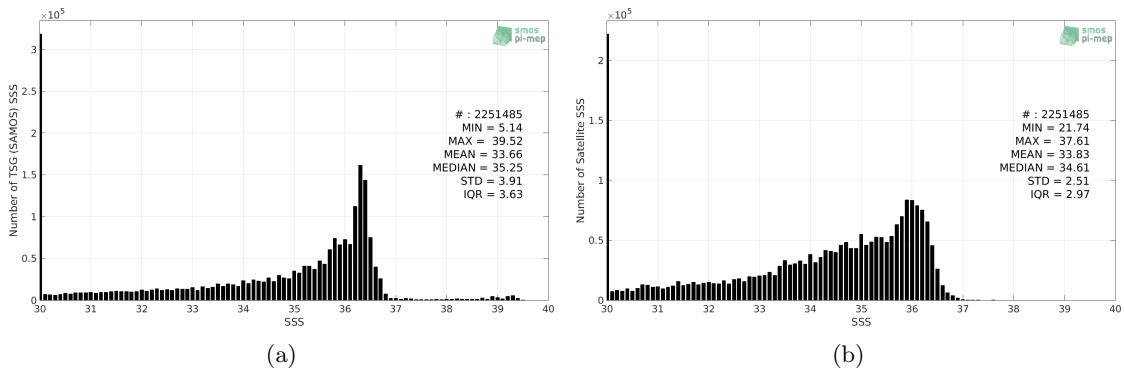 ×10^5
smos
pi-mep
3
2.5
2
1.5
1
0.5
0
Number of TSG (SAMOS) SSS
# : 2251485
MIN = 5.14
MAX = 39.52
MEAN = 33.66
MEDIAN = 35.25
STD = 3.91
IQR = 3.63
30 31 32 33 34 35 36 37 38 39 40
SSS
(a)
×10^5
smos
pi-mep
2
1.5
1
0.5
0
Number of Satellite SSS
# : 2251485
MIN = 21.74
MAX = 37.61
MEAN = 33.83
MEDIAN = 34.61
STD = 2.51
IQR = 2.97
30 31 32 33 34 35 36 37 38 39 40
SSS
(b)